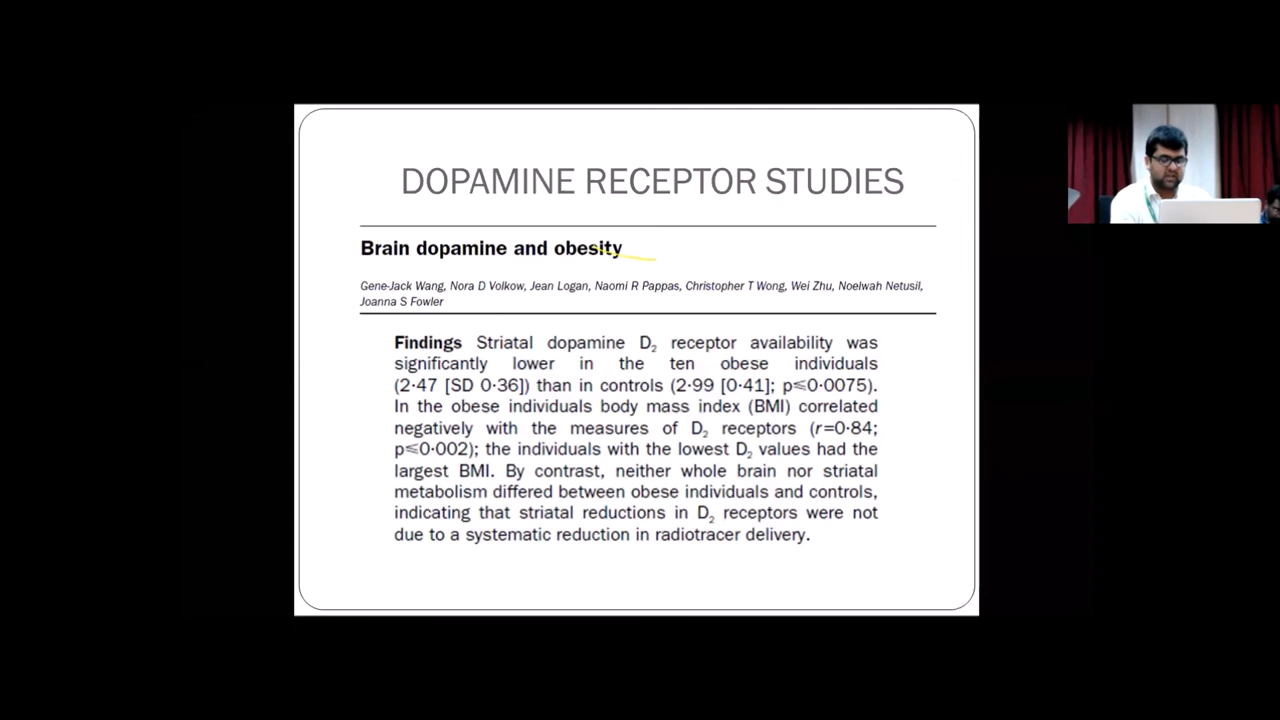 DOPAMINE RECEPTOR STUDIES
Brain dopamine and obesity
Gene-Jack Wang, Nora D Volkow, Jean Logan, Naomi R Pappas, Christopher T Wong, Wei Zhu, Noelwah Netusil,
Joanna S Fowler
Findings Striatal dopamine D₂ receptor availability was
significantly lower in the ten obese individuals
(2·47 [SD 0·36]) than in controls (2·99 [0·41]; p≤0·0075).
In the obese individuals body mass index (BMI) correlated
negatively with the measures of D₂ receptors (r=0·84;
p≤0·002); the individuals with the lowest D₂ values had the
largest BMI. By contrast, neither whole brain nor striatal
metabolism differed between obese individuals and controls,
indicating that striatal reductions in D₂ receptors were not
due to a systematic reduction in radiotracer delivery.